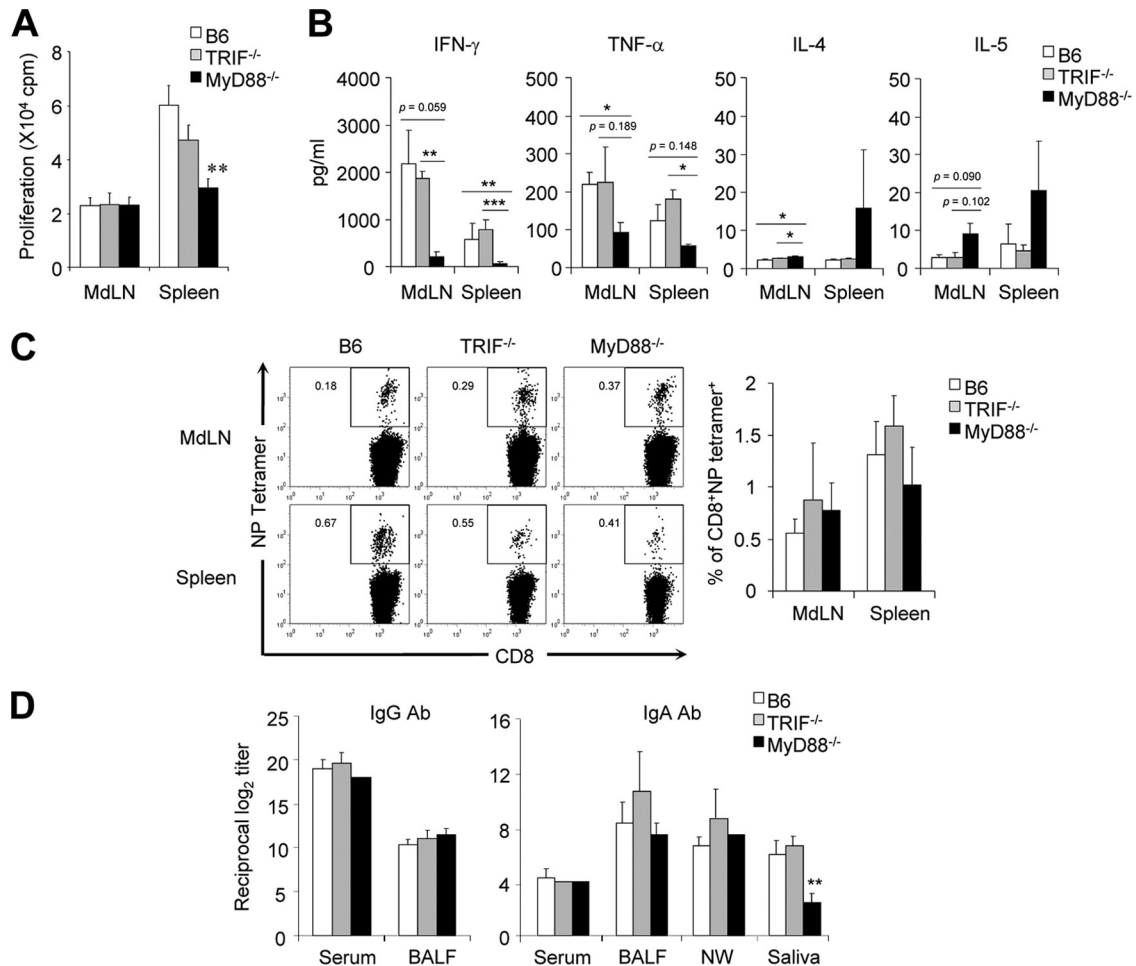 A
Proliferation (X10⁴ cpm)
8
6
4
2
0
MdLN Spleen
B6
TRIF⁻/⁻
MyD88⁻/⁻
**
B
IFN-γ
pg/ml
4000
3000
2000
1000
0
p = 0.059
**
**
***
MdLN Spleen
TNF-α
500
400
300
200
100
0
*
p = 0.189
p = 0.148
*
MdLN Spleen
IL-4
50
40
30
20
10
0
*
*
MdLN Spleen
IL-5
50
40
30
20
10
0
p = 0.090
p = 0.102
MdLN Spleen
B6
TRIF⁻/⁻
MyD88⁻/⁻
C
B6 TRIF⁻/⁻ MyD88⁻/⁻
MdLN
0.18 0.29 0.37
Spleen
0.67 0.55 0.41
NP Tetramer
CD8
% of CD8⁺NP tetramer⁺
2
1.5
1
0.5
0
MdLN Spleen
B6
TRIF⁻/⁻
MyD88⁻/⁻
D
IgG Ab
Reciprocal log₂ titer
25
20
15
10
5
0
Serum BALF
IgA Ab
16
12
8
4
0
**
Serum BALF NW Saliva
B6
TRIF⁻/⁻
MyD88⁻/⁻